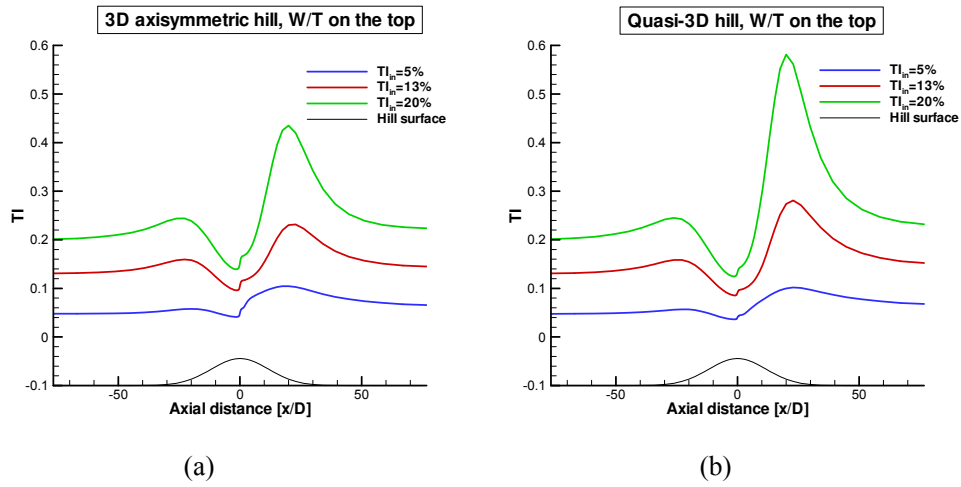 3D axisymmetric hill, W/T on the top
TI
0.6
0.5
0.4
0.3
0.2
0.1
0
-0.1
TIin=5%
TIin=13%
TIin=20%
Hill surface
-50 0 50
Axial distance [x/D]
(a)
Quasi-3D hill, W/T on the top
TI
0.6
0.5
0.4
0.3
0.2
0.1
0
-0.1
TIin=5%
TIin=13%
TIin=20%
Hill surface
-50 0 50
Axial distance [x/D]
(b)